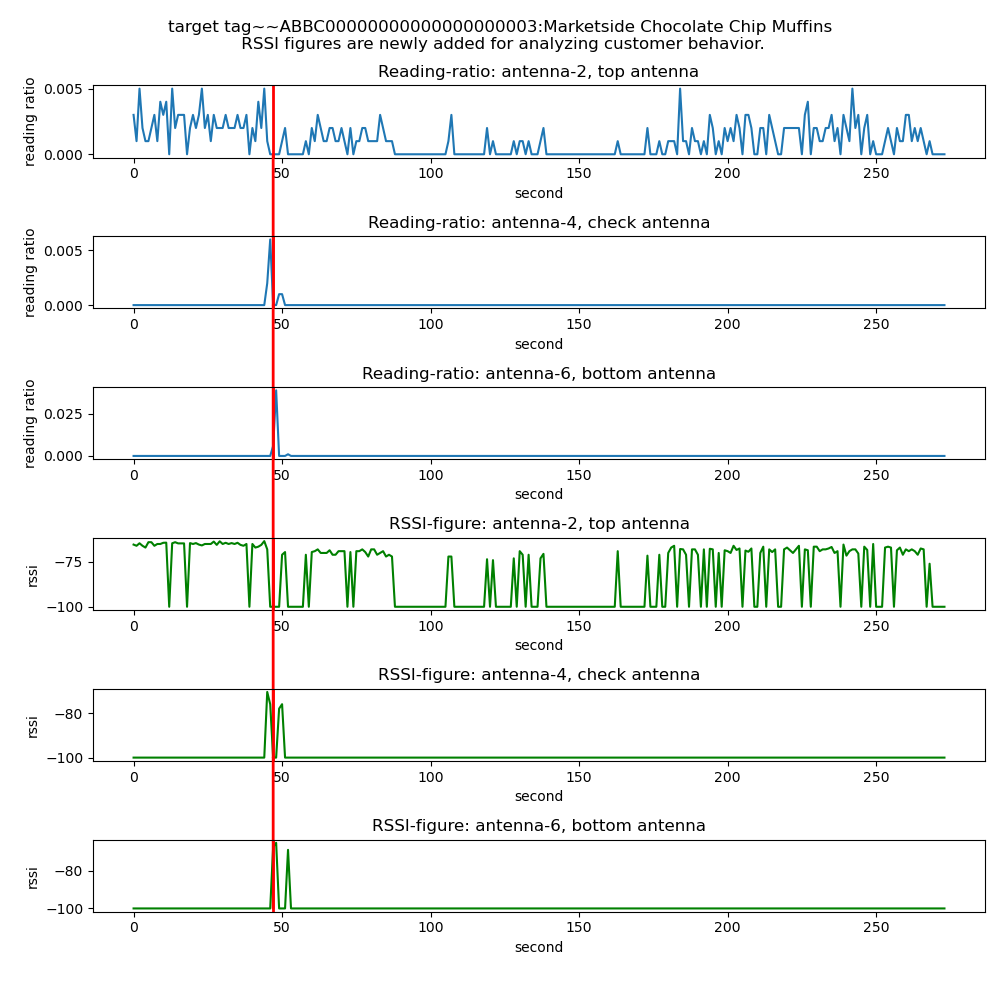 target tag~~ABBC00000000000000000003:Marketside Chocolate Chip Muffins
RSSI figures are newly added for analyzing customer behavior.
Reading-ratio: antenna-2, top antenna
reading ratio
0.005
0.000
0 50 100 150 200 250
second
Reading-ratio: antenna-4, check antenna
reading ratio
0.005
0.000
0 50 100 150 200 250
second
Reading-ratio: antenna-6, bottom antenna
reading ratio
0.025
0.000
0 50 100 150 200 250
second
RSSI-figure: antenna-2, top antenna
rssi
−75
−100
0 50 100 150 200 250
second
RSSI-figure: antenna-4, check antenna
rssi
−80
−100
0 50 100 150 200 250
second
RSSI-figure: antenna-6, bottom antenna
rssi
−80
−100
0 50 100 150 200 250
second